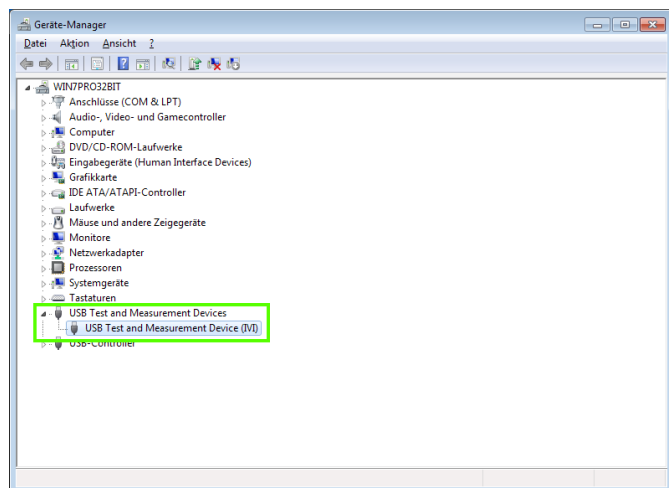 Geräte-Manager
Datei Aktion Ansicht ?
WIN7PRO32BIT
Anschlüsse (COM & LPT)
Audio-, Video- und Gamecontroller
Computer
DVD/CD-ROM-Laufwerke
Eingabegeräte (Human Interface Devices)
Grafikkarte
IDE ATA/ATAPI-Controller
Laufwerke
Mäuse und andere Zeigegeräte
Monitore
Netzwerkadapter
Prozessoren
Systemgeräte
Tastaturen
USB Test and Measurement Devices
USB Test and Measurement Device (IVI)
USB-Controller